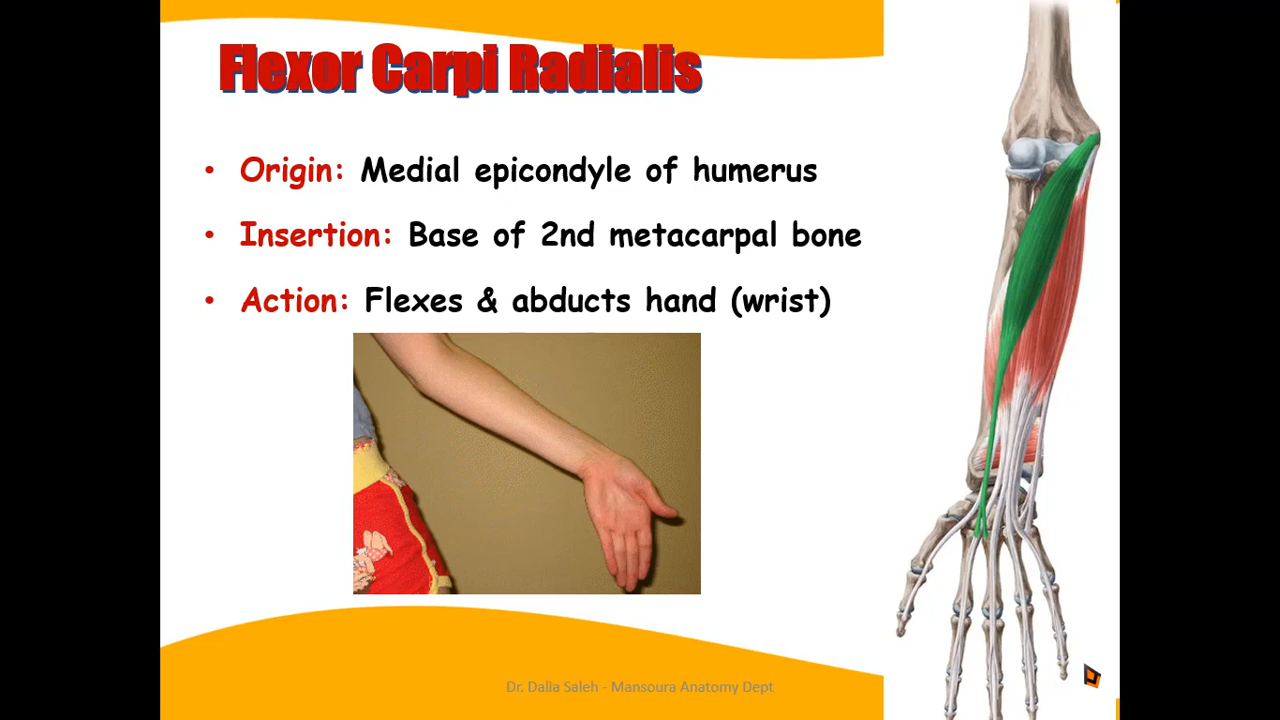 Flexor Carpi Radialis
• Origin: Medial epicondyle of humerus
• Insertion: Base of 2nd metacarpal bone
• Action: Flexes & abducts hand (wrist)
Dr. Dalia Saleh - Mansoura Anatomy Dept